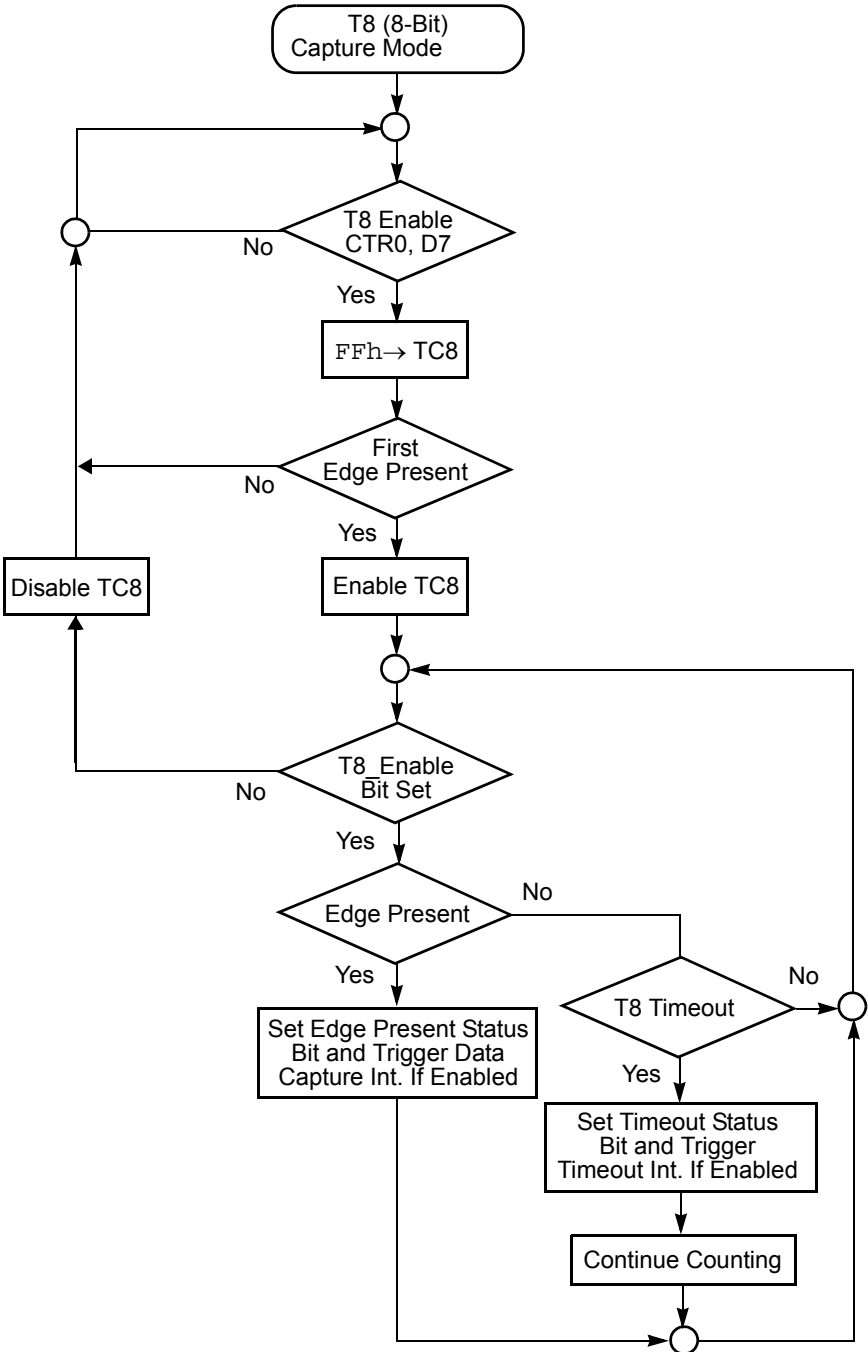 T8 (8-Bit)
Capture Mode
T8 Enable
CTR0, D7
No
Yes
FFh→ TC8
First
Edge Present
No
Yes
Disable TC8
Enable TC8
T8_Enable
Bit Set
No
Yes
Edge Present
No
Yes
T8 Timeout
No
Set Edge Present Status
Bit and Trigger Data
Capture Int. If Enabled
Yes
Set Timeout Status
Bit and Trigger
Timeout Int. If Enabled
Continue Counting